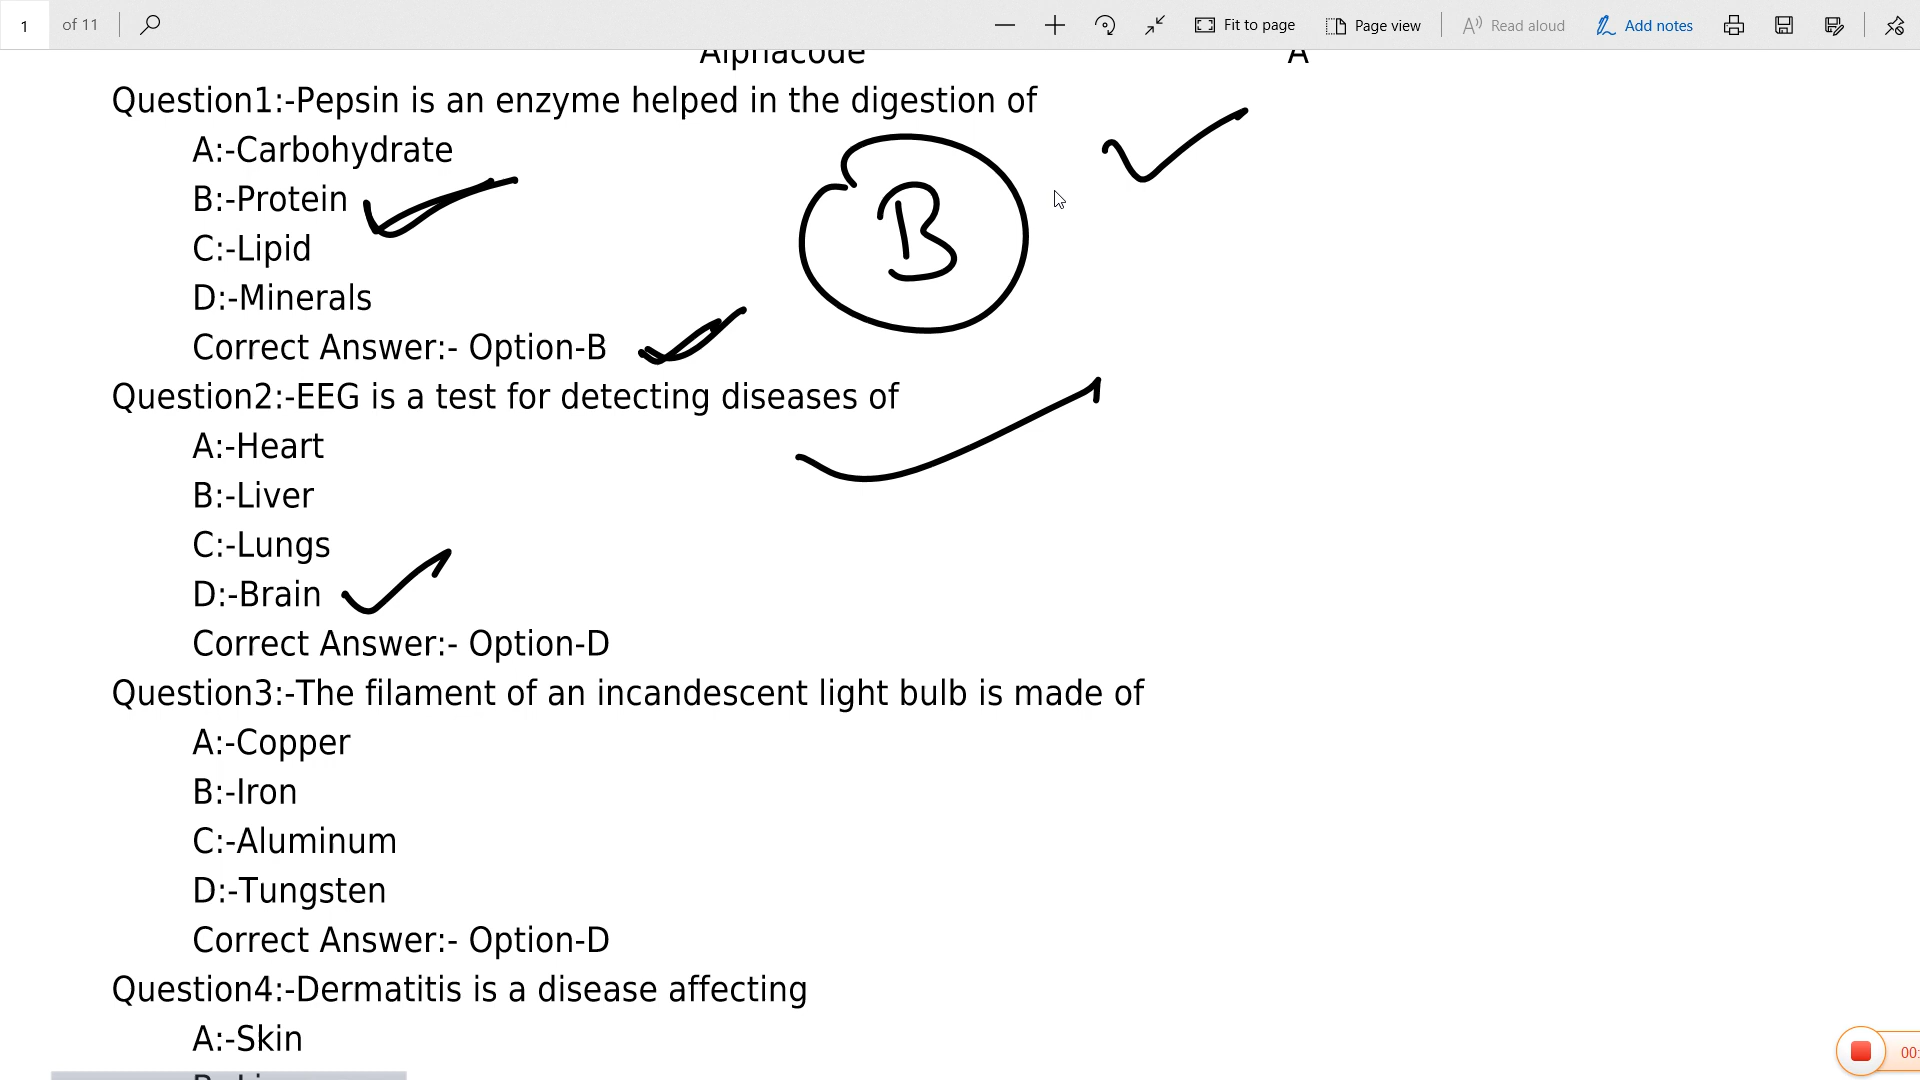 1 of 11 Fit to page Page view Read aloud Add notes
Alphacode A
Question1:-Pepsin is an enzyme helped in the digestion of
A:-Carbohydrate
B:-Protein
B
C:-Lipid
D:-Minerals
Correct Answer:- Option-B
Question2:-EEG is a test for detecting diseases of
A:-Heart
B:-Liver
C:-Lungs
D:-Brain
Correct Answer:- Option-D
Question3:-The filament of an incandescent light bulb is made of
A:-Copper
B:-Iron
C:-Aluminum
D:-Tungsten
Correct Answer:- Option-D
Question4:-Dermatitis is a disease affecting
A:-Skin
00: